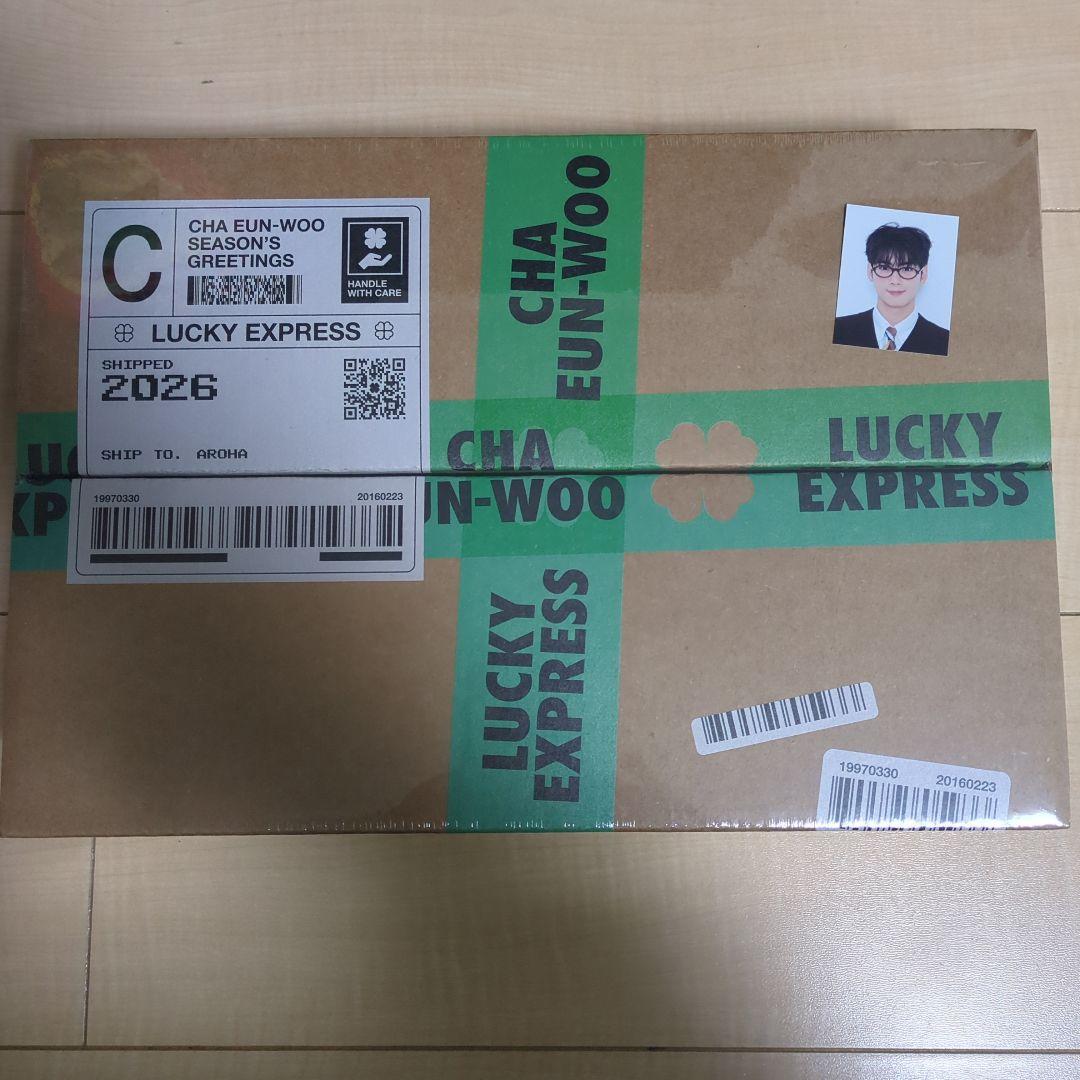 C
CHA EUN-WOO
SEASON'S
GREETINGS
HANDLE
WITH CARE
LUCKY EXPRESS
SHIPPED
2026
SHIP TO. AROHA
19970330 20160223
CHA
EUN-WOO
CHA
UN-WOO
LUCKY
EXPRESS
LUCKY
EXPRESS
19970330 20160223